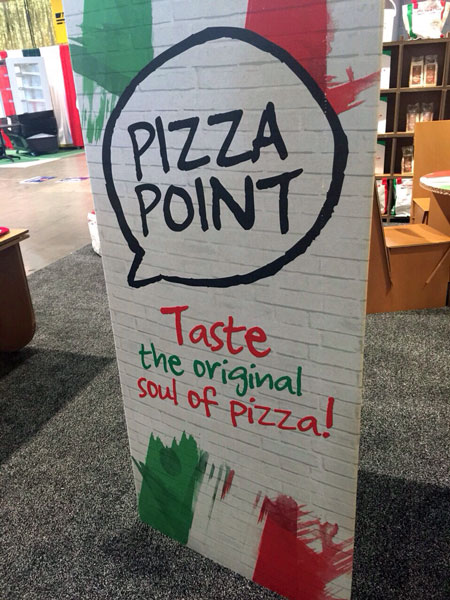 PIZZA
POINT
Taste
the original
soul of pizza!